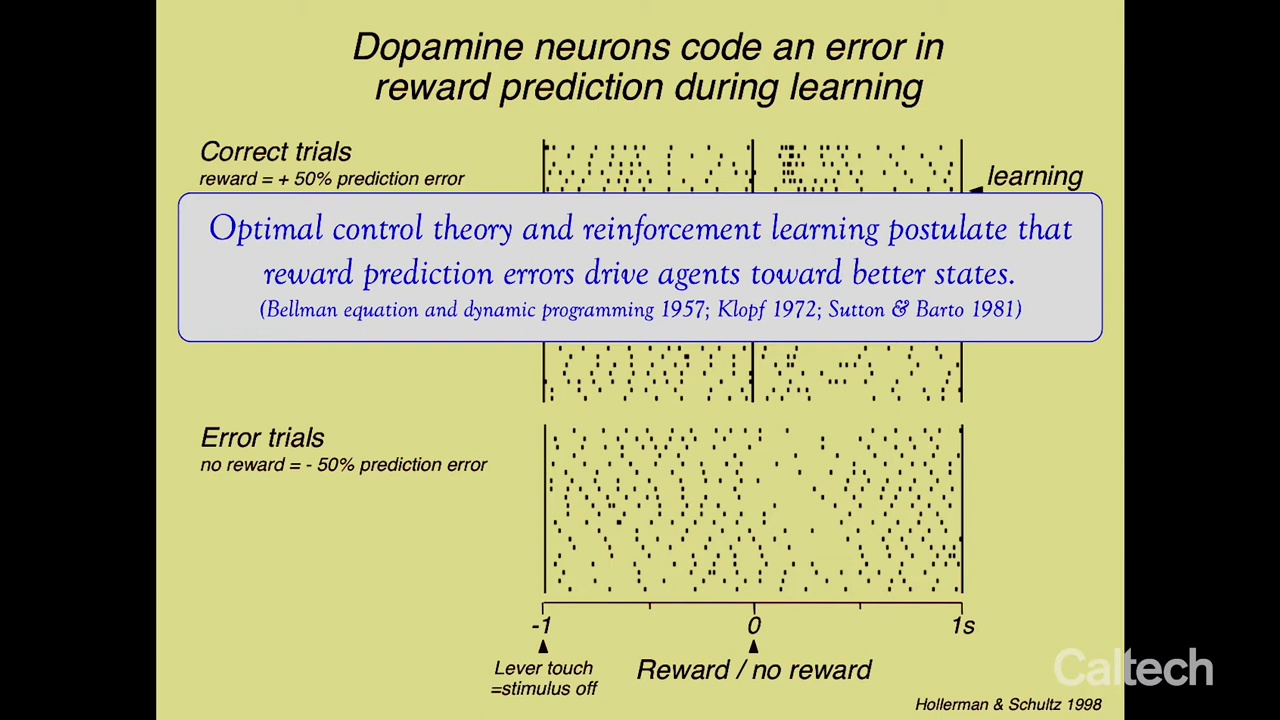 Dopamine neurons code an error in
reward prediction during learning
Correct trials
reward = + 50% prediction error
learning
Optimal control theory and reinforcement learning postulate that
reward prediction errors drive agents toward better states.
(Bellman equation and dynamic programming 1957; Klopf 1972; Sutton & Barto 1981)
Error trials
no reward = - 50% prediction error
-1
0
1s
Lever touch
=stimulus off
Reward / no reward
Caltech
Hollerman & Schultz 1998